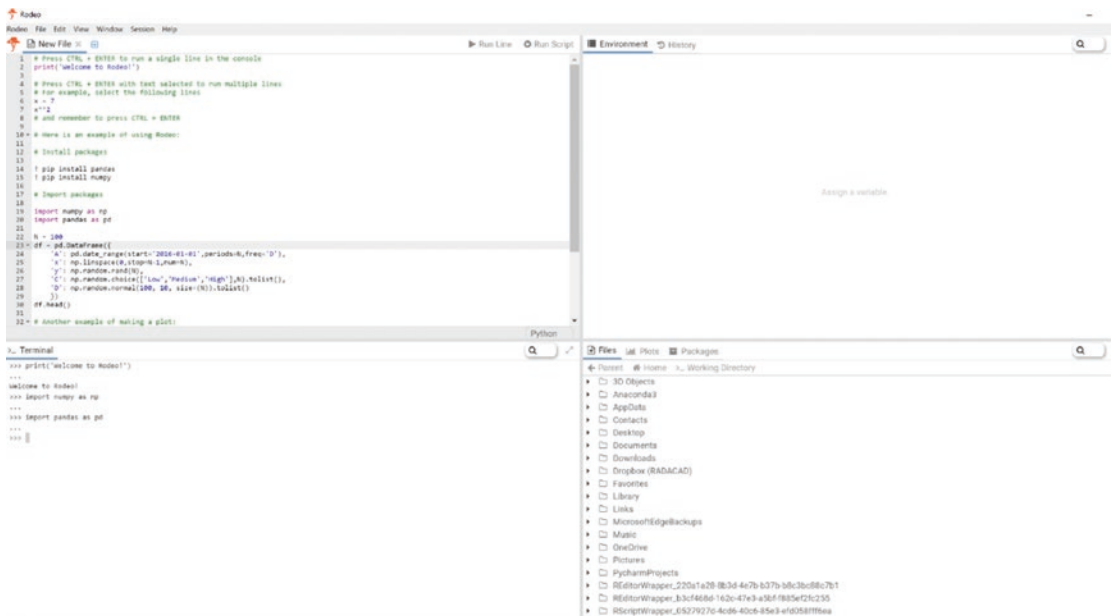 Rodeo
Rodeo File Edit View Window Session Help
New File × Run Line Run Script
1 # Press CTRL + ENTER to run a single line in the console
2 print('Welcome to Rodeo!')
3
4 # Press CTRL + ENTER with text selected to run multiple lines
5 # For example, select the following lines
6 x = 7
7 x**2
8 # and remember to press CTRL + ENTER
9
10 # Here is an example of using Rodeo:
11
12 # Install packages
13
14 ! pip install pandas
15 ! pip install numpy
16
17 # Import packages
18
19 import numpy as np
20 import pandas as pd
21
22 N = 100
23 df = pd.DataFrame({
24 'A': pd.date_range(start='2016-01-01',periods=N,freq='D'),
25 'x': np.linspace(0,stop=N-1,num=N),
26 'y': np.random.rand(N),
27 'C': np.random.choice(['Low','Medium','High'],N).tolist(),
28 'D': np.random.normal(100, 10, size=(N)).tolist()
29 })
30 df.head()
31
32 # Another example of making a plot:
Python
Environment History
Assign a variable
>_ Terminal
>>> print('Welcome to Rodeo!')
...
Welcome to Rodeo!
>>> import numpy as np
...
>>> import pandas as pd
...
>>>
Files Plots Packages
Parent Home >_ Working Directory
3D Objects
Anaconda3
AppData
Contacts
Desktop
Documents
Downloads
Dropbox (RADACAD)
Favorites
Library
Links
MicrosoftEdgeBackups
Music
OneDrive
Pictures
PycharmProjects